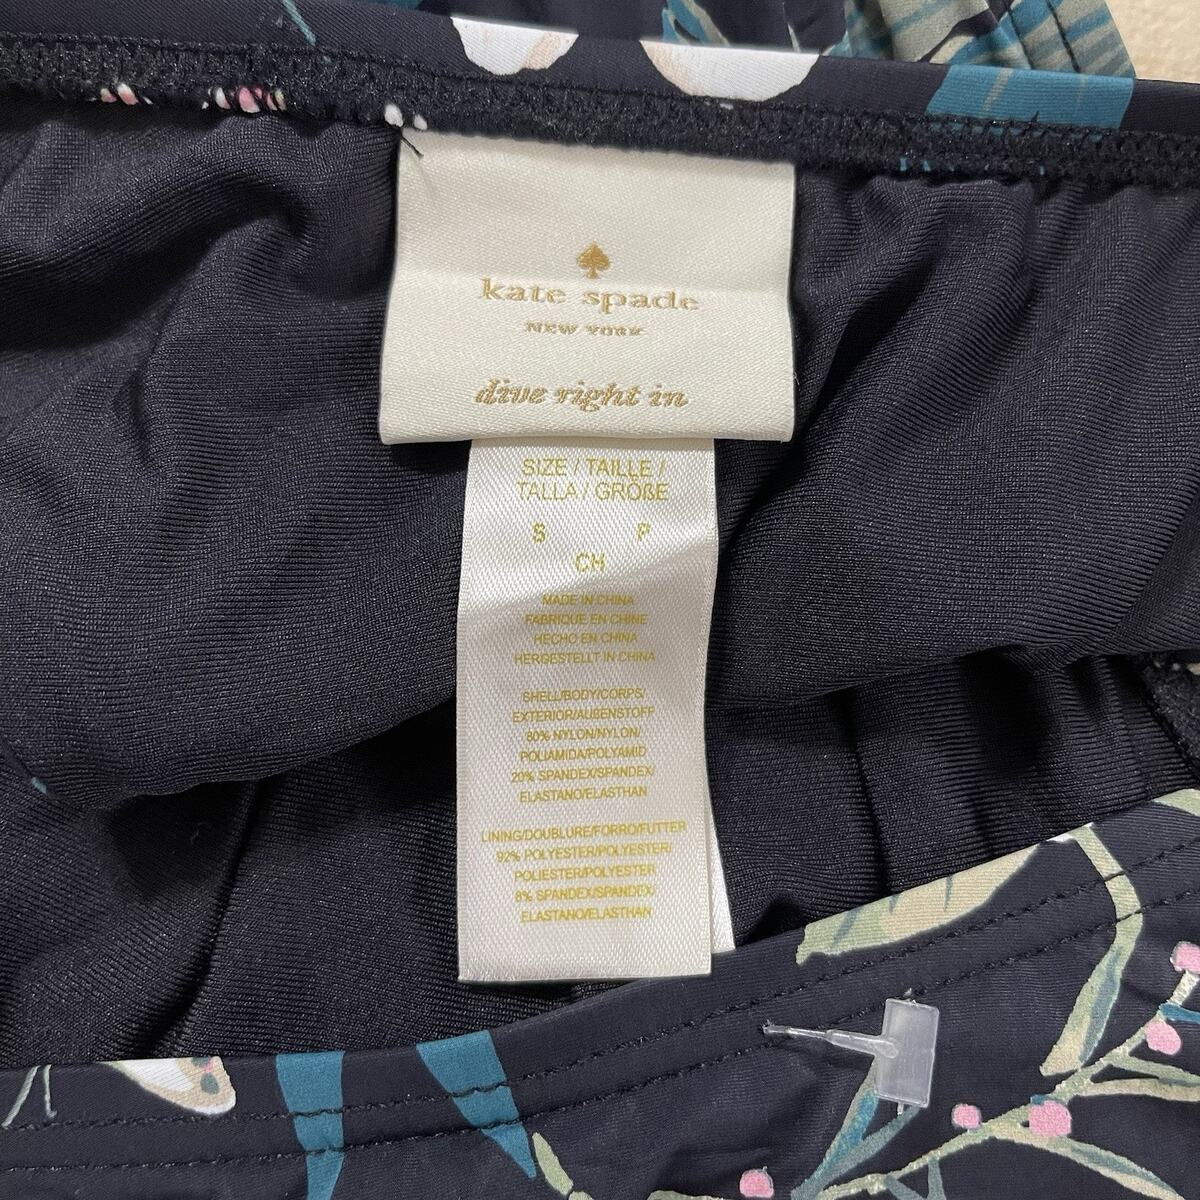 kate spade
NEW YORK
dive right in
SIZE / TAILLE /
TALLA / GRÖßE
S P
CH
MADE IN CHINA
FABRIQUÉ EN CHINE
HECHO EN CHINA
HERGESTELLT IN CHINA
SHELL/BODY/CORPS/
EXTERIOR/AUßENSTOFF
80% NYLON/NYLON/
POLIAMIDA/POLYAMID
20% SPANDEX/SPANDEX/
ELASTANO/ELASTHAN
LINING/DOUBLURE/FORRO/FUTTER
92% POLYESTER/POLYESTER/
POLIESTER/POLYESTER
8% SPANDEX/SPANDEX/
ELASTANO/ELASTHAN